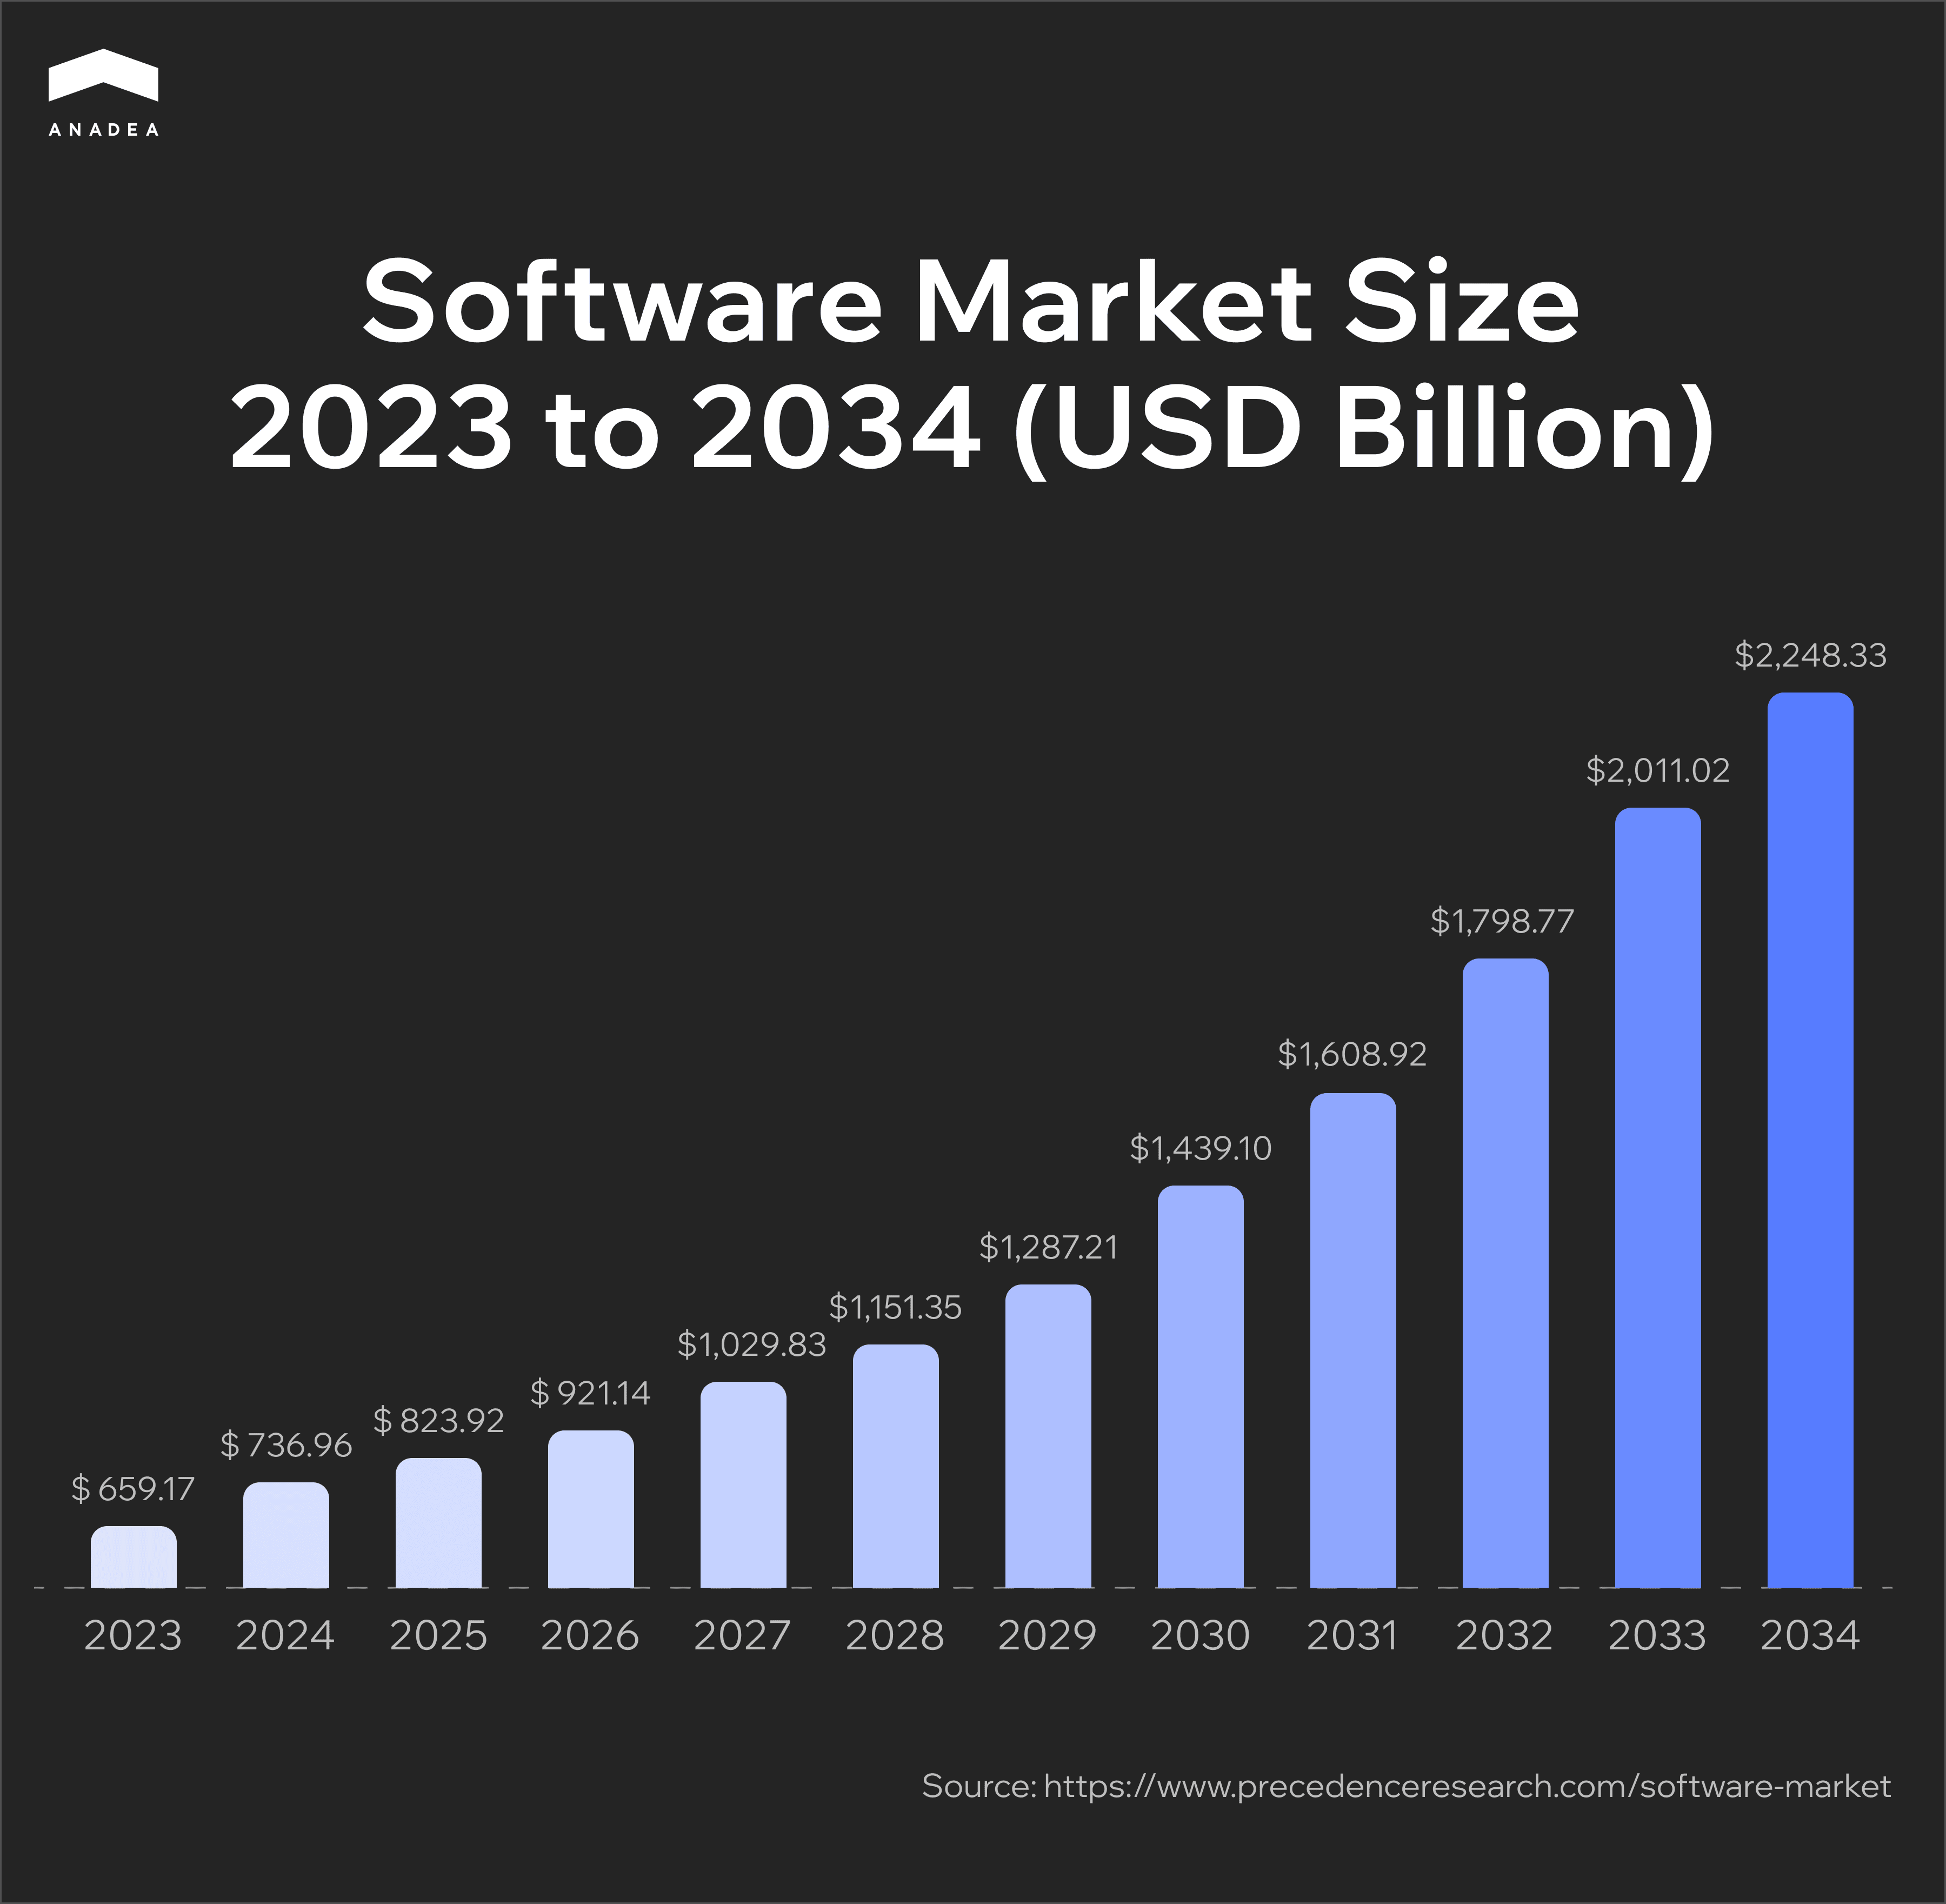 ANADEA
Software Market Size
2023 to 2034 (USD Billion)
$ 659.17
$ 736.96
$ 823.92
$ 921.14
$1,029.83
$1,151.35
$1,287.21
$1,439.10
$1,608.92
$1,798.77
$2,011.02
$2,248.33
2023 2024 2025 2026 2027 2028 2029 2030 2031 2032 2033 2034
Source: https://www.precedenceresearch.com/software-market